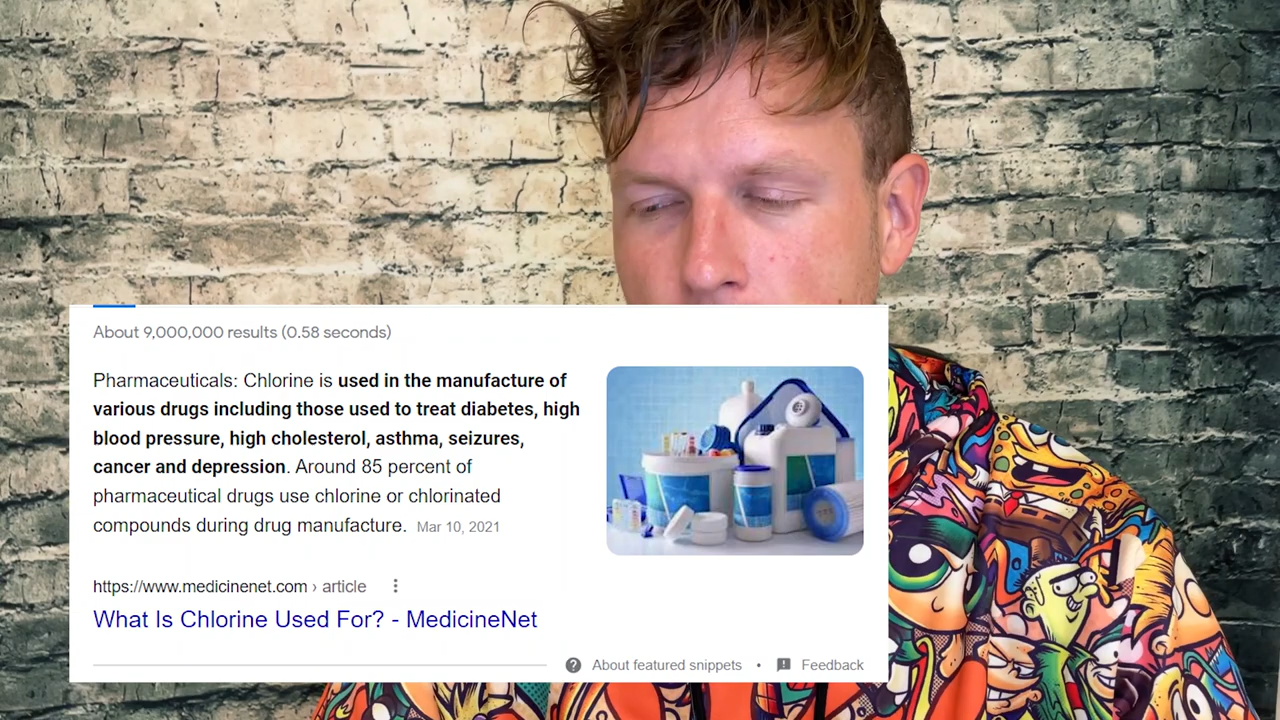 About 9,000,000 results (0.58 seconds)
Pharmaceuticals: Chlorine is used in the manufacture of
various drugs including those used to treat diabetes, high
blood pressure, high cholesterol, asthma, seizures,
cancer and depression. Around 85 percent of
pharmaceutical drugs use chlorine or chlorinated
compounds during drug manufacture. Mar 10, 2021
https://www.medicinenet.com › article
What Is Chlorine Used For? - MedicineNet
About featured snippets • Feedback